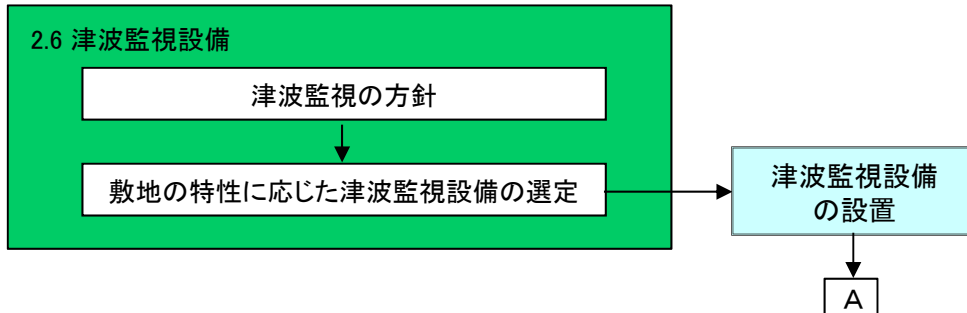 2.6 津波監視設備
津波監視の方針
敷地の特性に応じた津波監視設備の選定
津波監視設備
の設置
A